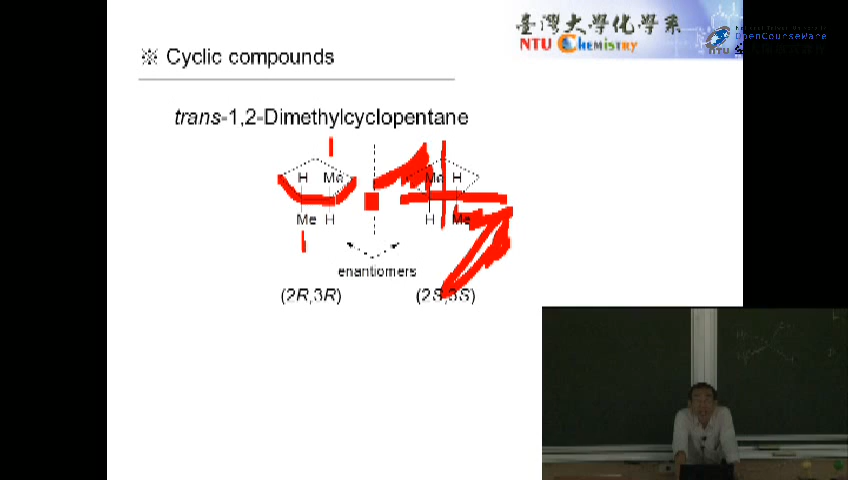 臺灣大學化學系
NTU Chemistry
OpenCourseWare
NTU
※ Cyclic compounds
trans-1,2-Dimethylcyclopentane
H Me Me H
Me H H Me
enantiomers
(2R,3R) (2S,3S)